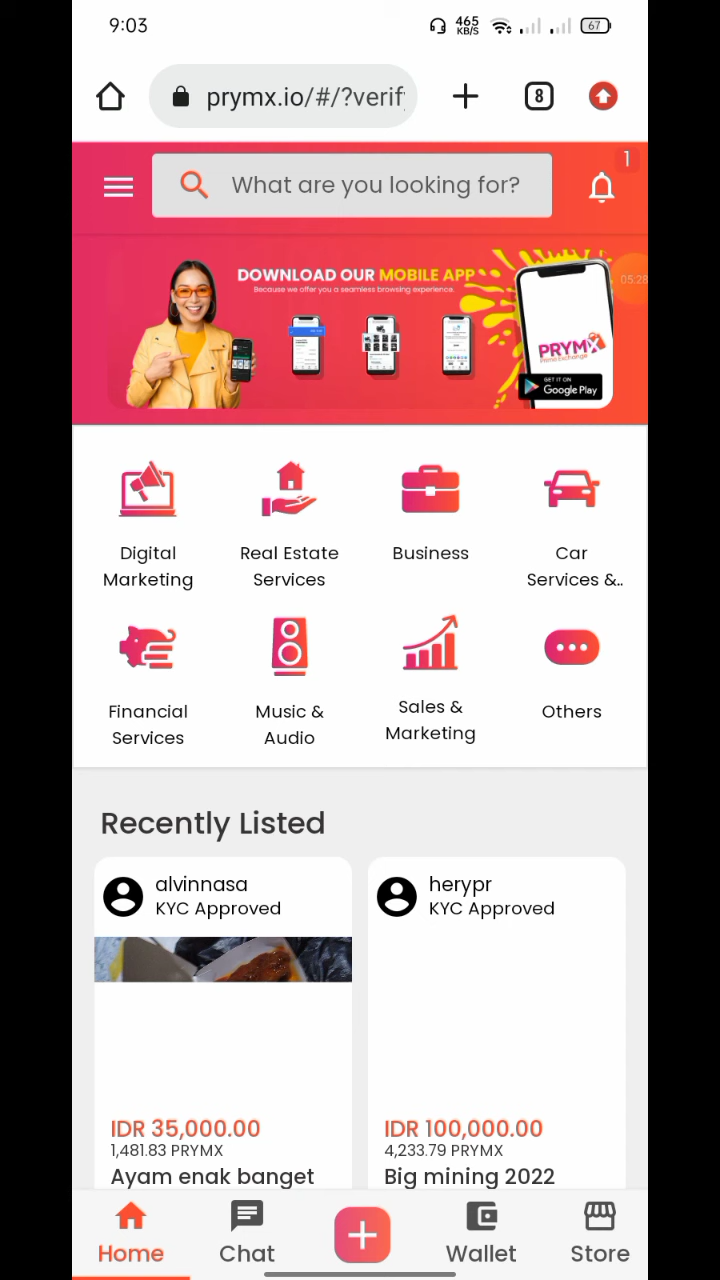 9:03
465
KB/S
67
prymx.io/#/?verify
8
What are you looking for?
1
DOWNLOAD OUR MOBILE APP
Because we offer you a seamless browsing experience.
05:28
PRYMX
Prime Exchange
GET IT ON
Google Play
Digital
Marketing
Real Estate
Services
Business
Car
Services &..
Financial
Services
Music &
Audio
Sales &
Marketing
Others
Recently Listed
alvinnasa
KYC Approved
herypr
KYC Approved
IDR 35,000.00
1,481.83 PRYMX
Ayam enak banget
IDR 100,000.00
4,233.79 PRYMX
Big mining 2022
Home
Chat
Wallet
Store